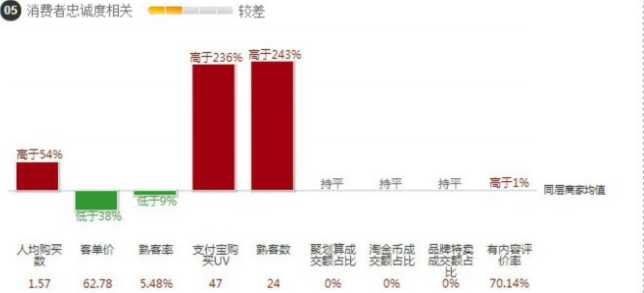 05 消费者忠诚度相关 较差
高于54%
低于38%
低于9%
高于236%
高于243%
持平
持平
持平
高于1%
同层商家均值
人均购买
数
客单价
熟客率
支付宝购
买UV
熟客数
聚划算成
交额占比
淘金币成
交额占比
品牌特卖
成交额占
比
有内容评
价率
1.57 62.78 5.48% 47 24 0% 0% 0% 70.14%